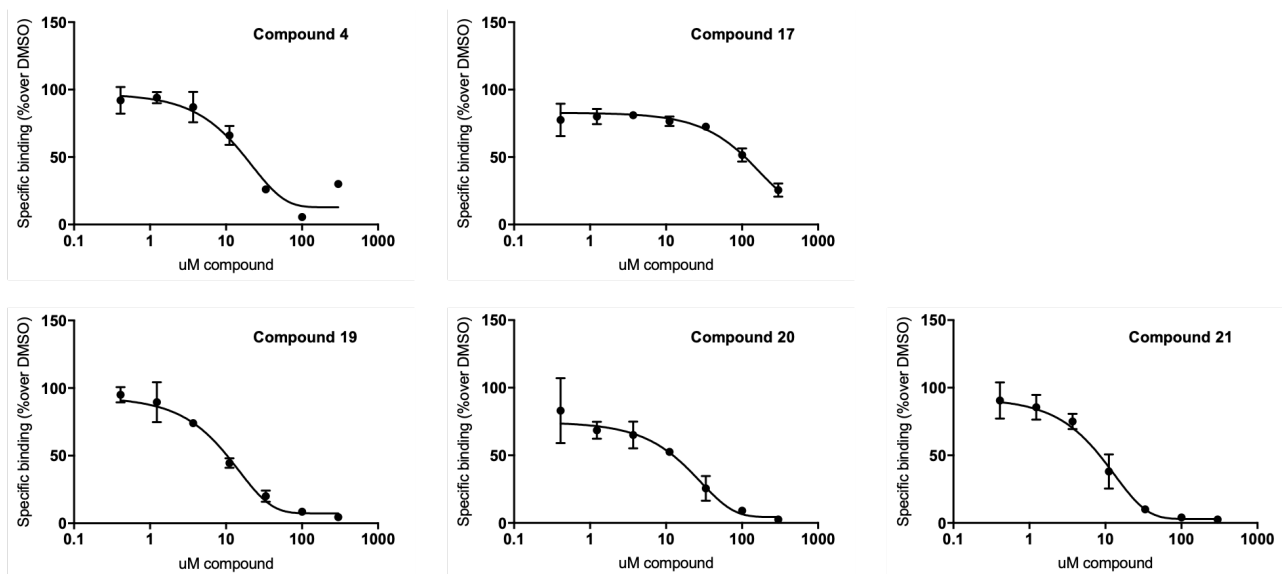 Compound 4
Specific binding (%over DMSO)
150
100
50
0
0.1 1 10 100 1000
uM compound
Compound 17
Specific binding (%over DMSO)
150
100
50
0
0.1 1 10 100 1000
uM compound
Compound 19
Specific binding (%over DMSO)
150
100
50
0
0.1 1 10 100 1000
uM compound
Compound 20
Specific binding (%over DMSO)
150
100
50
0
0.1 1 10 100 1000
uM compound
Compound 21
Specific binding (%over DMSO)
150
100
50
0
0.1 1 10 100 1000
uM compound